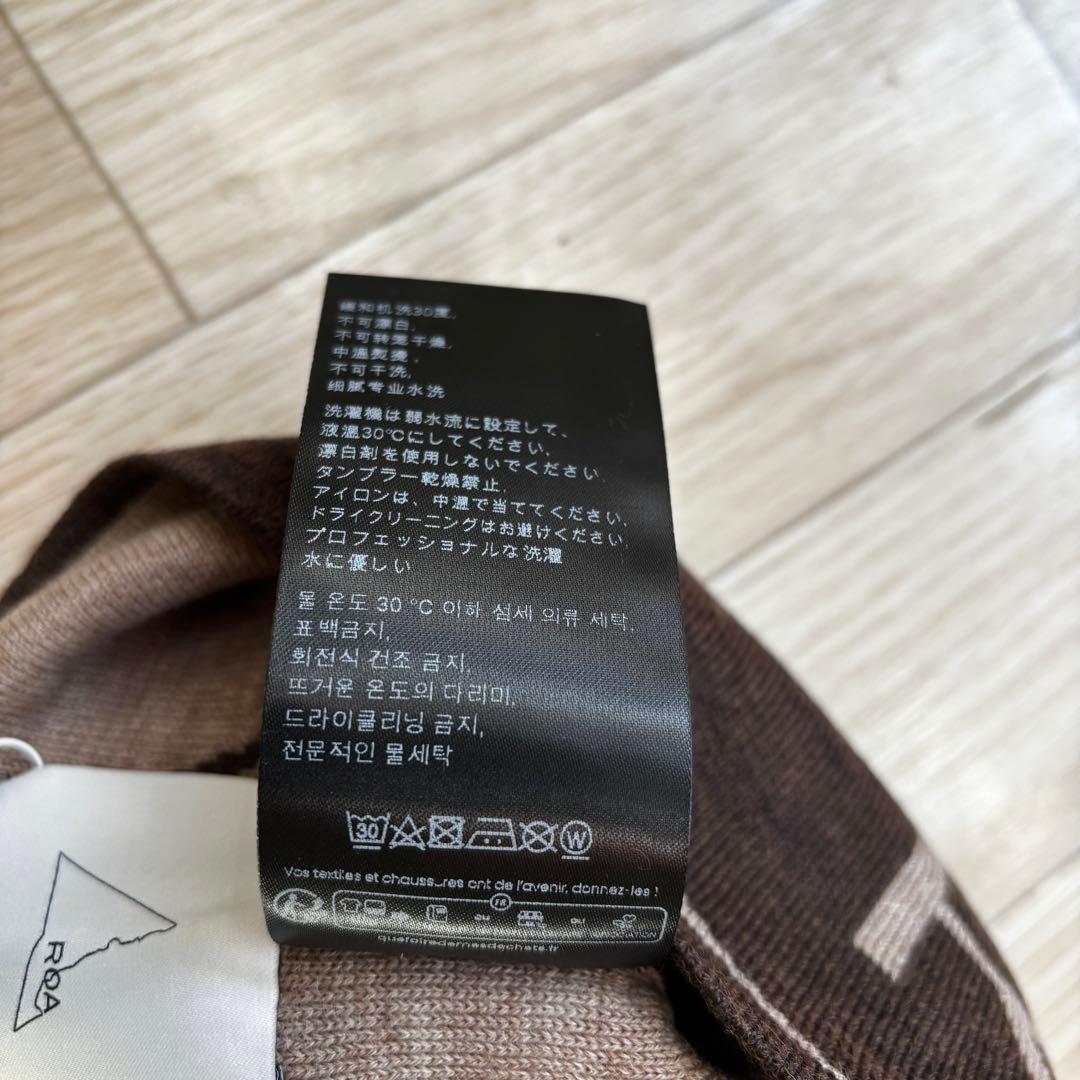 缓和机洗30度,
不可漂白,
不可转笼干燥,
中温熨烫,
不可干洗,
细腻专业水洗
洗濯機は弱水流に設定して、
液温30℃にしてください.
漂白剤を使用しないでください.
タンブラー乾燥禁止,
アイロンは、中温で当ててください.
ドライクリーニングはお避けください.
プロフェッショナルな洗濯
水に優しい
물 온도 30 °C 이하 섬세 의류 세탁.
표백금지,
회전식 건조 금지,
뜨거운 온도의 다리미,
드라이클리닝 금지,
전문적인 물세탁
30 W
Vos textiles et chaussures ont de l'avenir, donnez-les !
FR
ou ou
quefairedemesdechets.fr
ROA